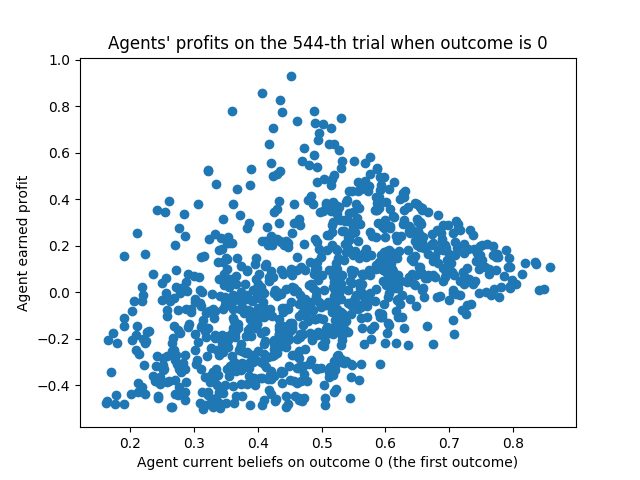 Agents' profits on the 544-th trial when outcome is 0
1.0
0.8
0.6
0.4
0.2
0.0
−0.2
−0.4
Agent earned profit
0.2 0.3 0.4 0.5 0.6 0.7 0.8
Agent current beliefs on outcome 0 (the first outcome)